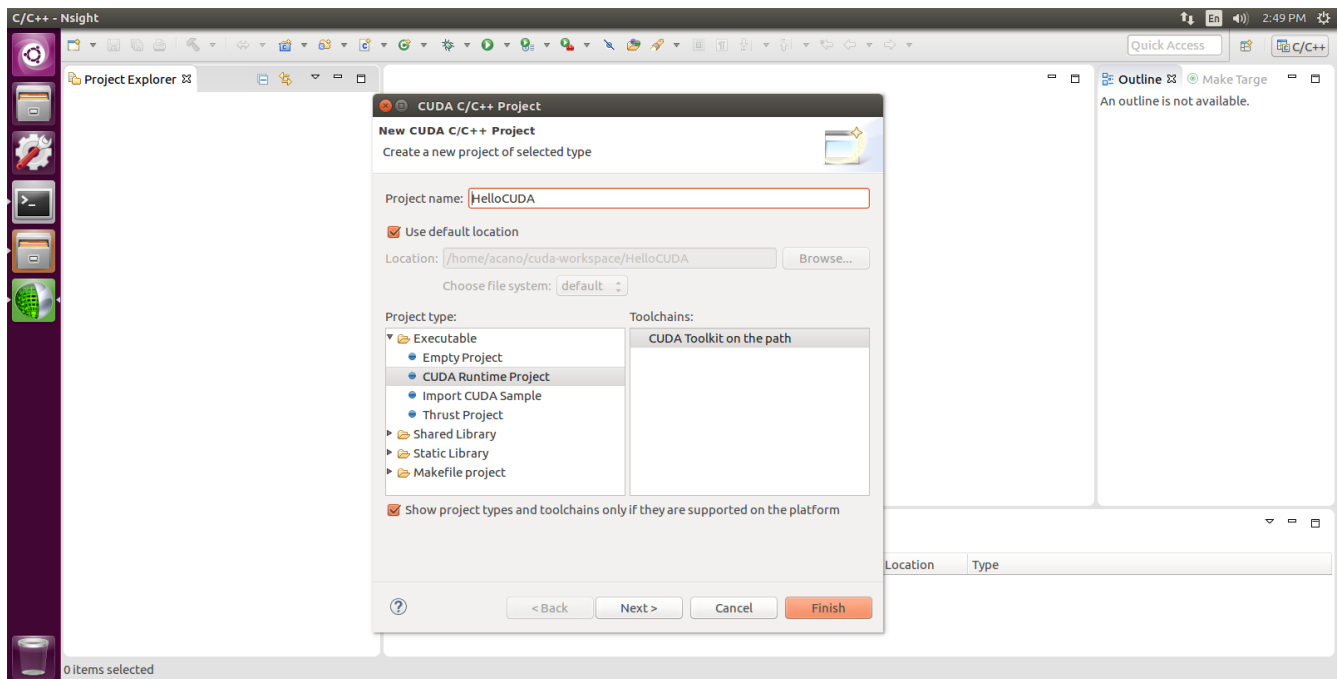 C/C++ - Nsight
En
2:49 PM
Quick Access
C/C++
Project Explorer
Outline
Make Targe
An outline is not available.
CUDA C/C++ Project
New CUDA C/C++ Project
Create a new project of selected type
Project name: HelloCUDA
Use default location
Location: /home/acano/cuda-workspace/HelloCUDA Browse...
Choose file system: default
Project type: Toolchains:
Executable CUDA Toolkit on the path
Empty Project
CUDA Runtime Project
Import CUDA Sample
Thrust Project
Shared Library
Static Library
Makefile project
Show project types and toolchains only if they are supported on the platform
Location Type
< Back Next > Cancel Finish
0 items selected